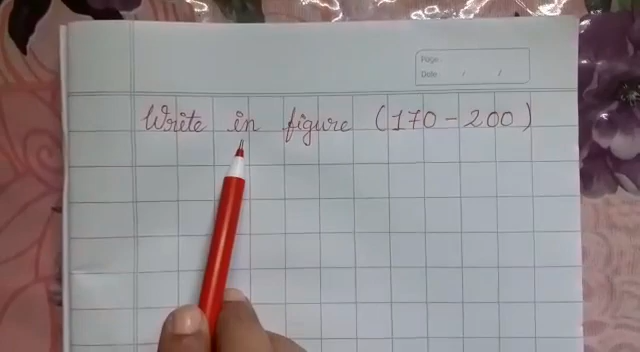 Page:
Date: / /
Write in figure (170 - 200)